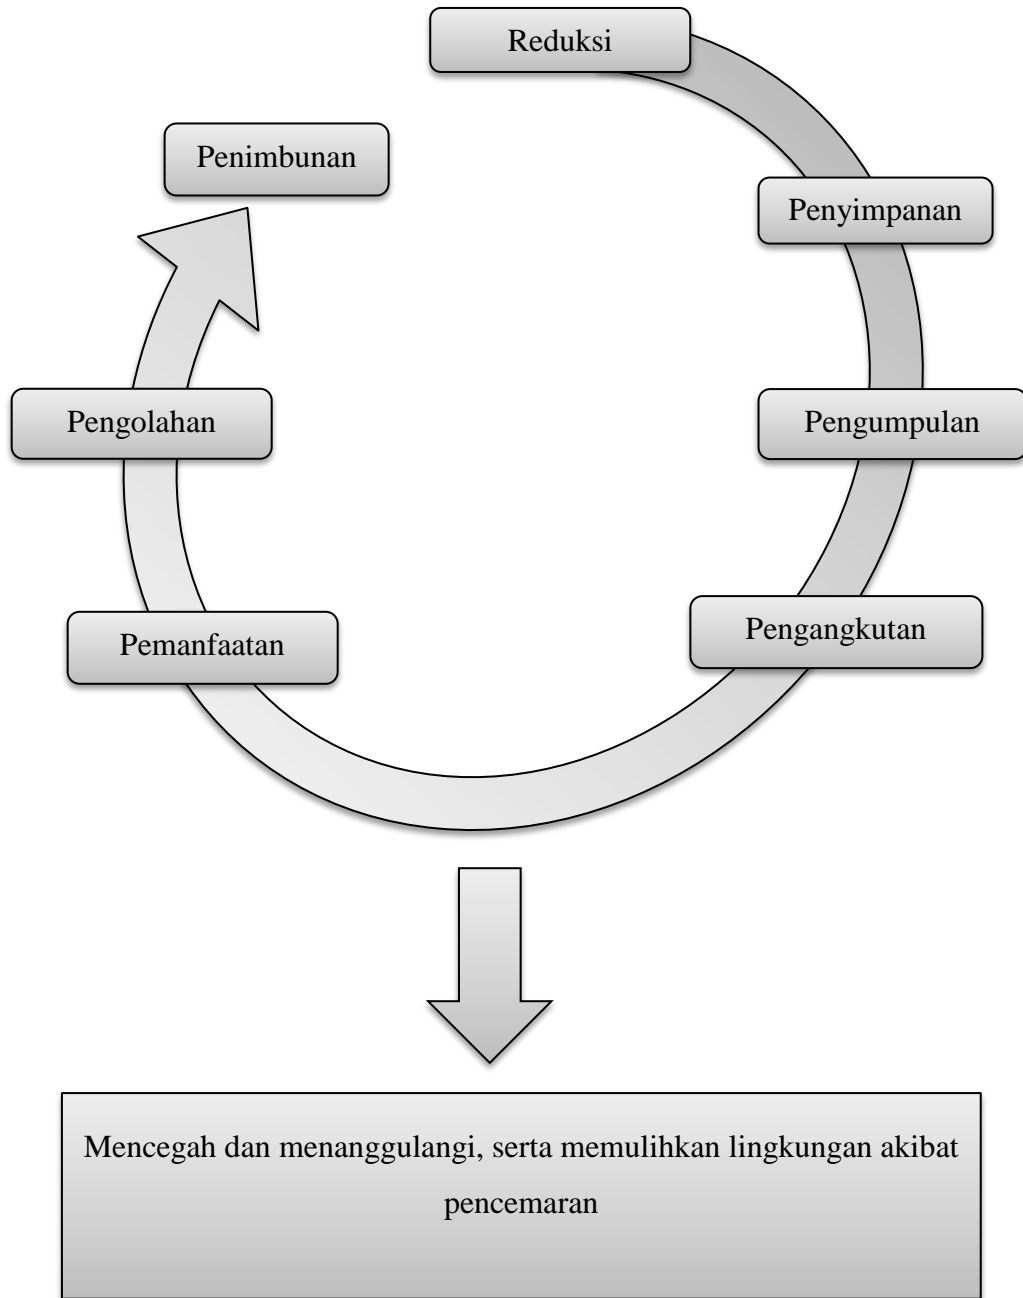 Reduksi
Penimbunan
Penyimpanan
Pengolahan
Pengumpulan
Pemanfaatan
Pengangkutan
Mencegah dan menanggulangi, serta memulihkan lingkungan akibat
pencemaran